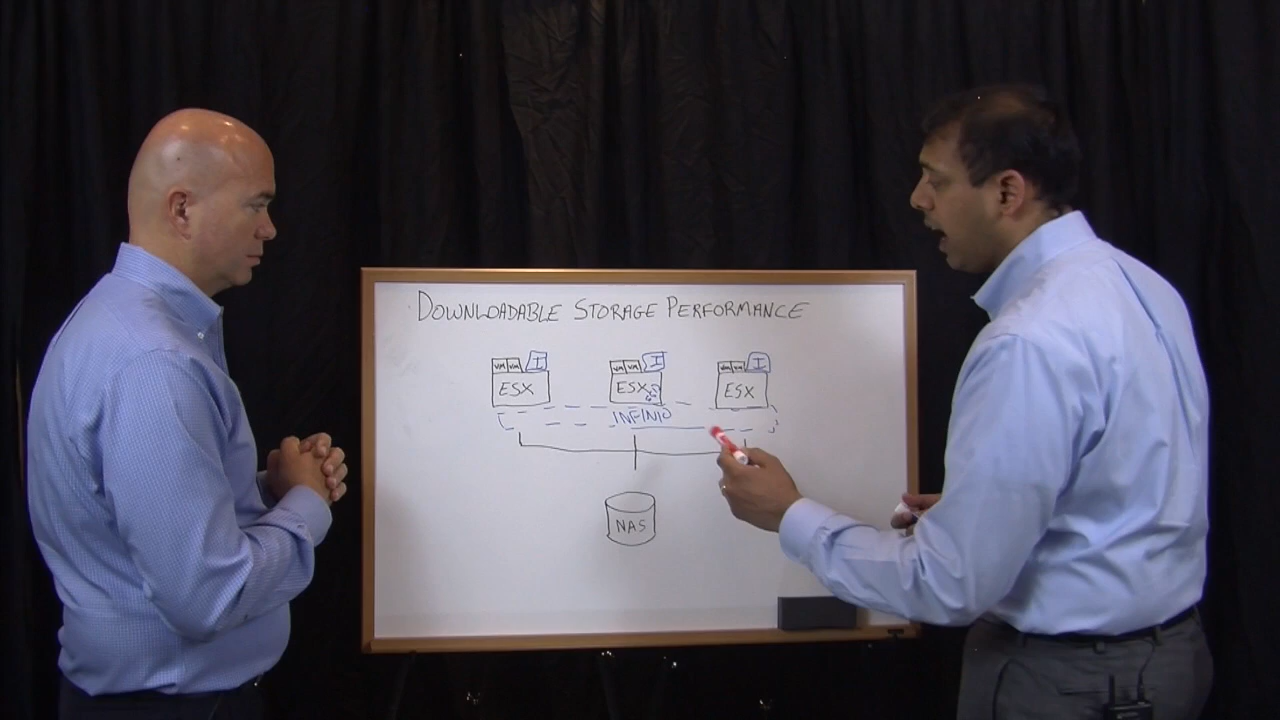 DOWNLOADABLE STORAGE PERFORMANCE
VM VM I VM VM I VM VM I
ESX ESX ESX
INFINIO
NAS